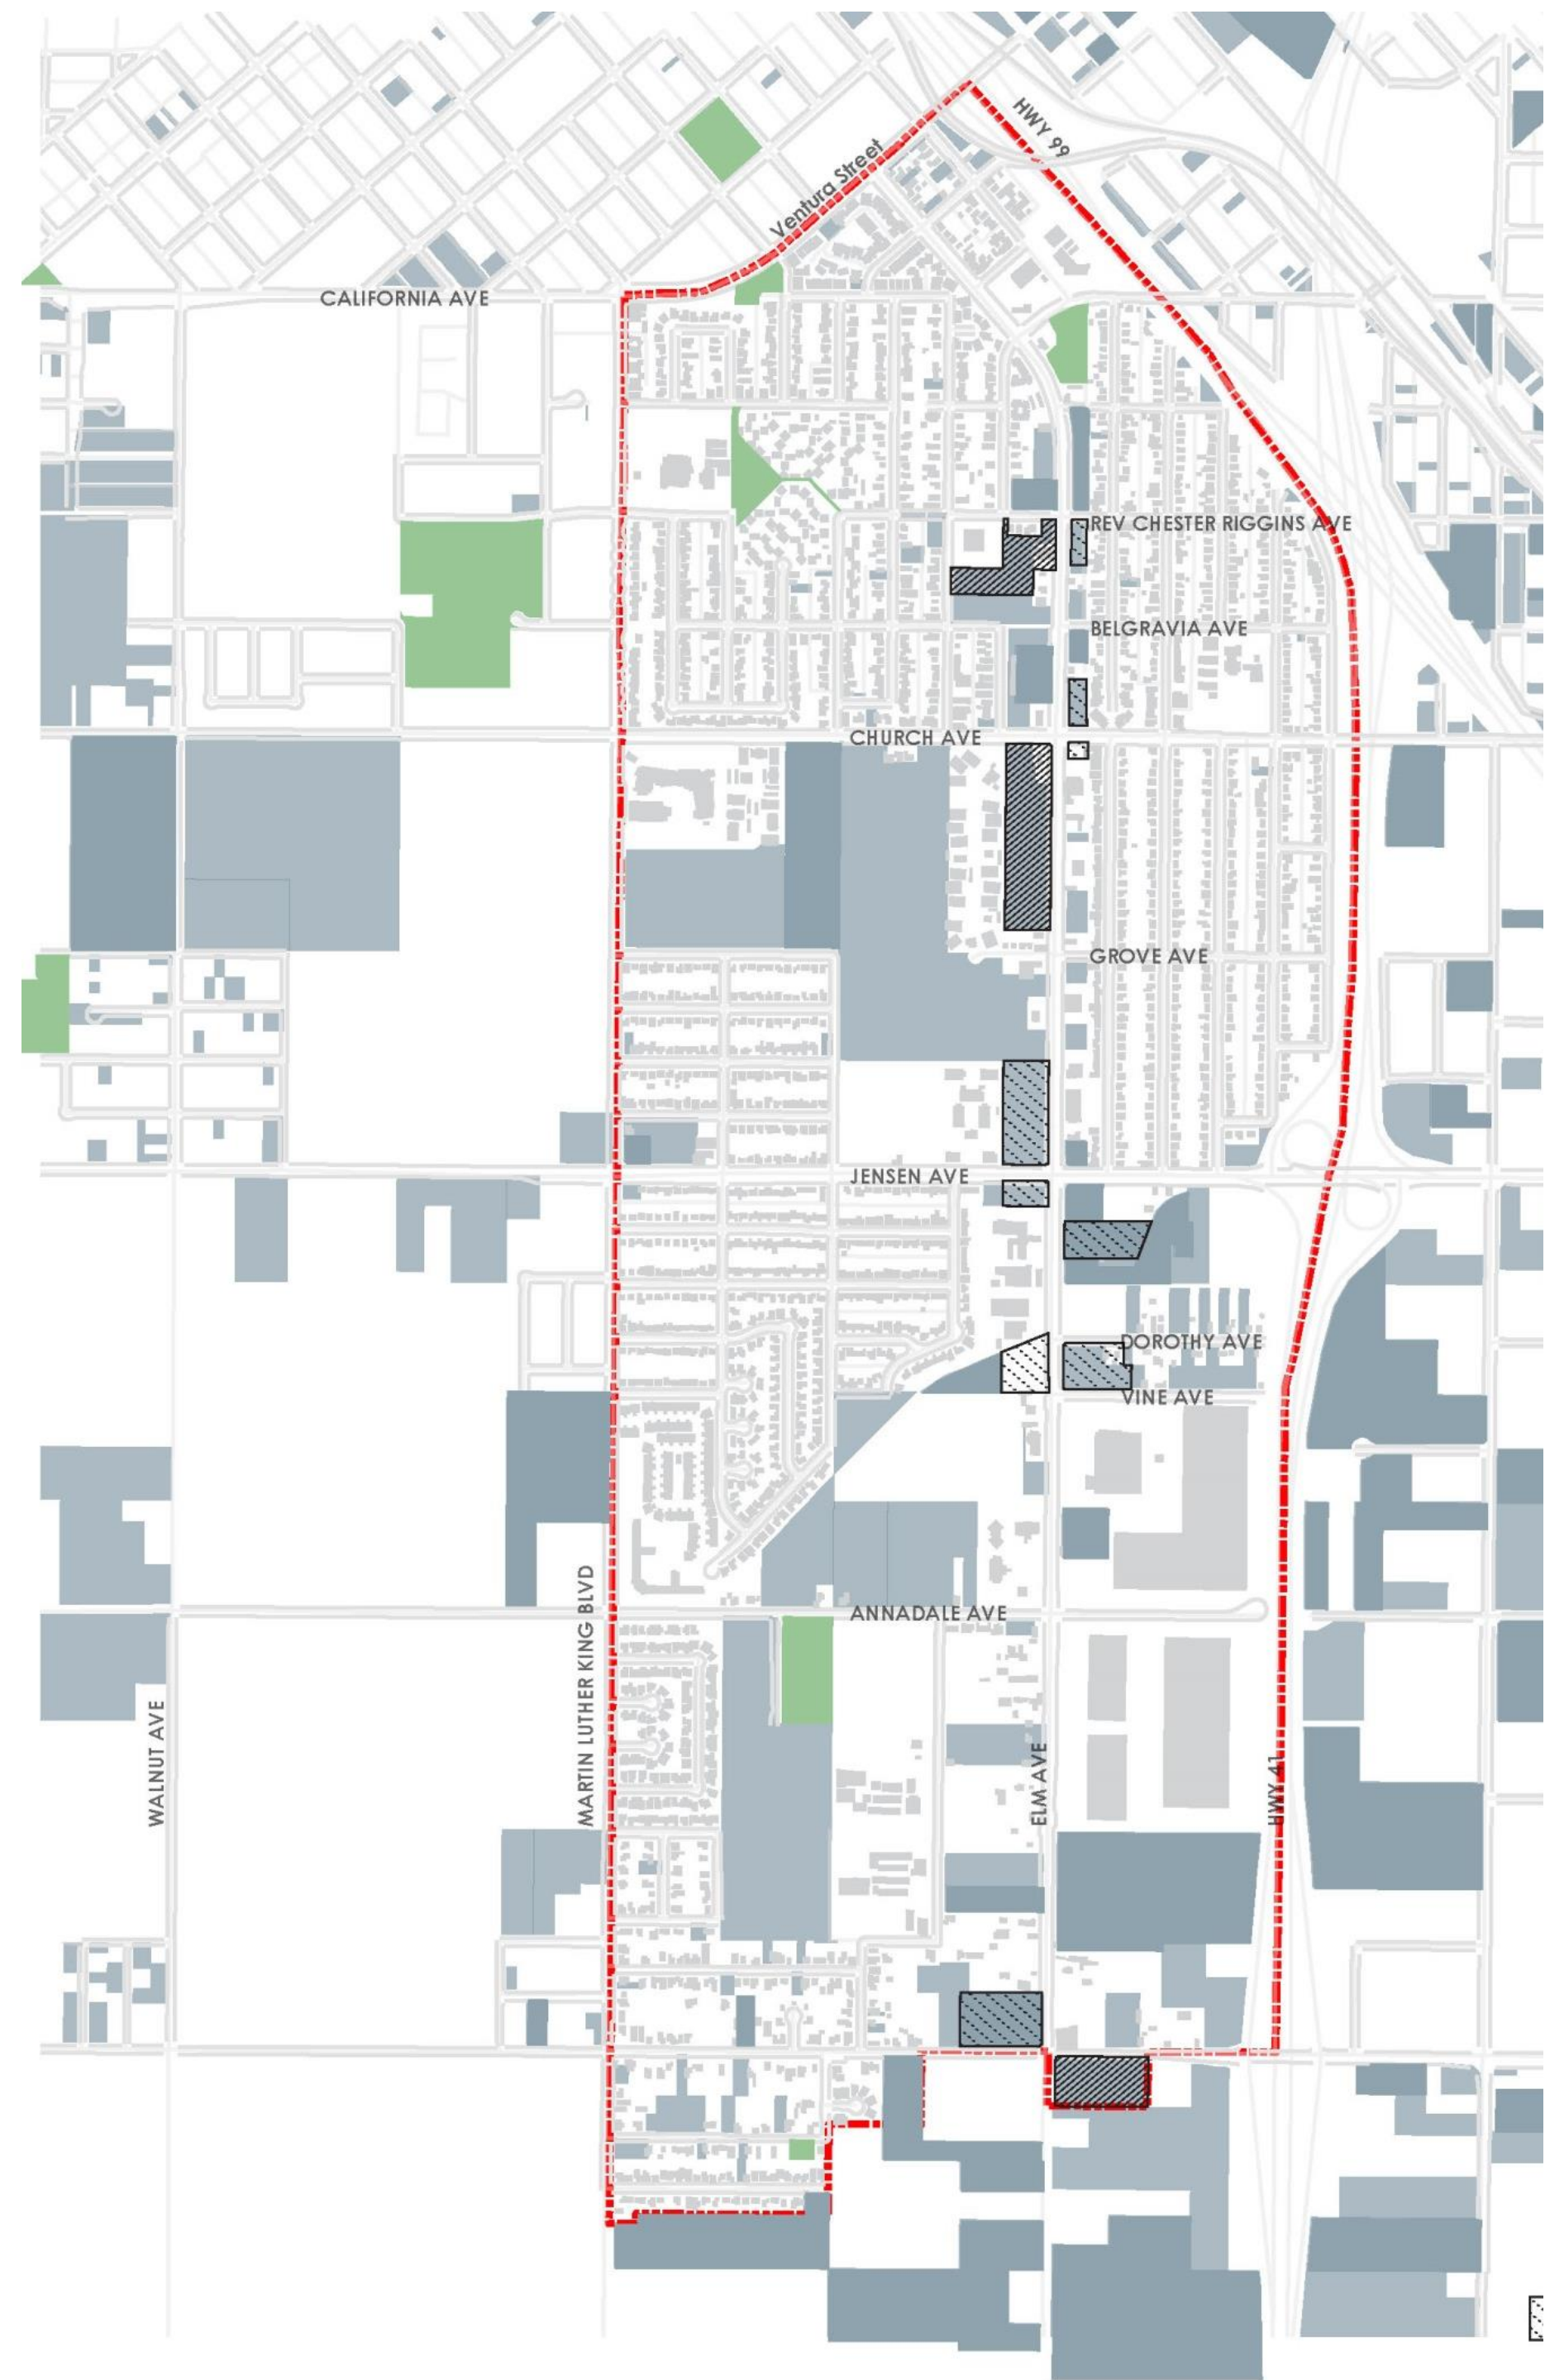 HWY 99
Ventura Street
CALIFORNIA AVE
REV CHESTER RIGGINS AVE
BELGRAVIA AVE
CHURCH AVE
GROVE AVE
JENSEN AVE
DOROTHY AVE
VINE AVE
MARTIN LUTHER KING BLVD
ANNADALE AVE
WALNUT AVE
ELM AVE
HWY 41